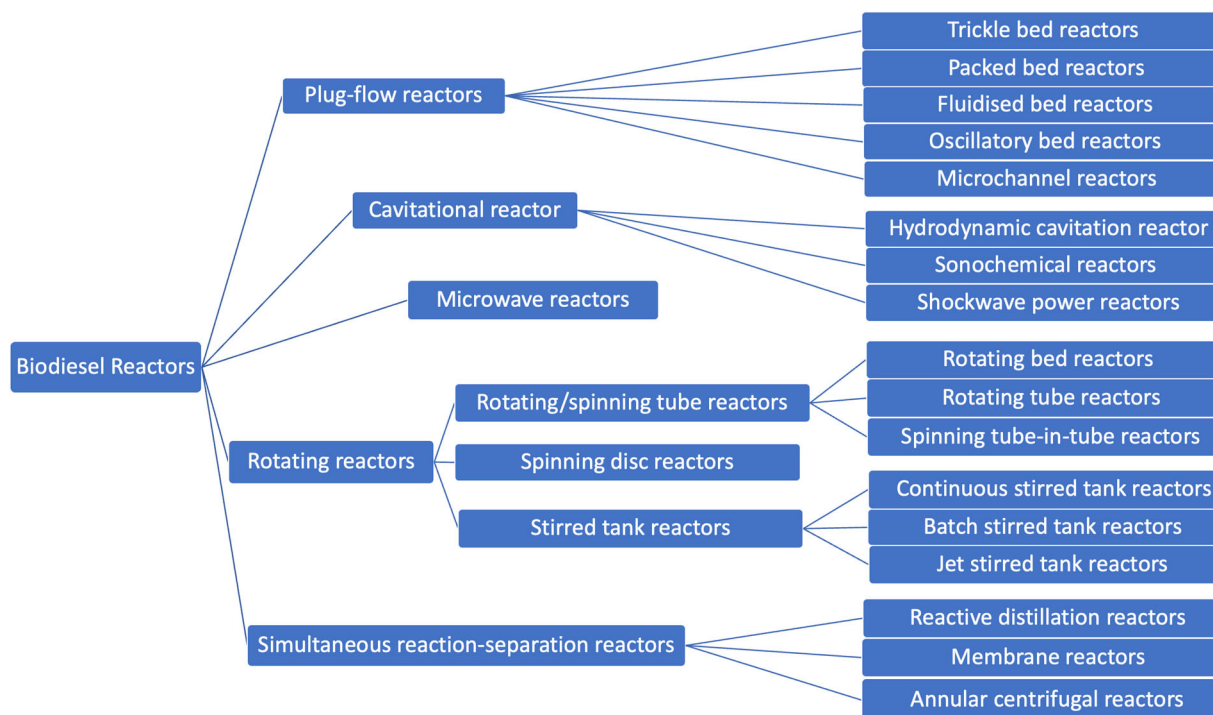 Biodiesel Reactors
Plug-flow reactors
Trickle bed reactors
Packed bed reactors
Fluidised bed reactors
Oscillatory bed reactors
Microchannel reactors
Cavitational reactor
Hydrodynamic cavitation reactor
Sonochemical reactors
Shockwave power reactors
Microwave reactors
Rotating reactors
Rotating/spinning tube reactors
Rotating bed reactors
Rotating tube reactors
Spinning tube-in-tube reactors
Spinning disc reactors
Stirred tank reactors
Continuous stirred tank reactors
Batch stirred tank reactors
Jet stirred tank reactors
Simultaneous reaction-separation reactors
Reactive distillation reactors
Membrane reactors
Annular centrifugal reactors